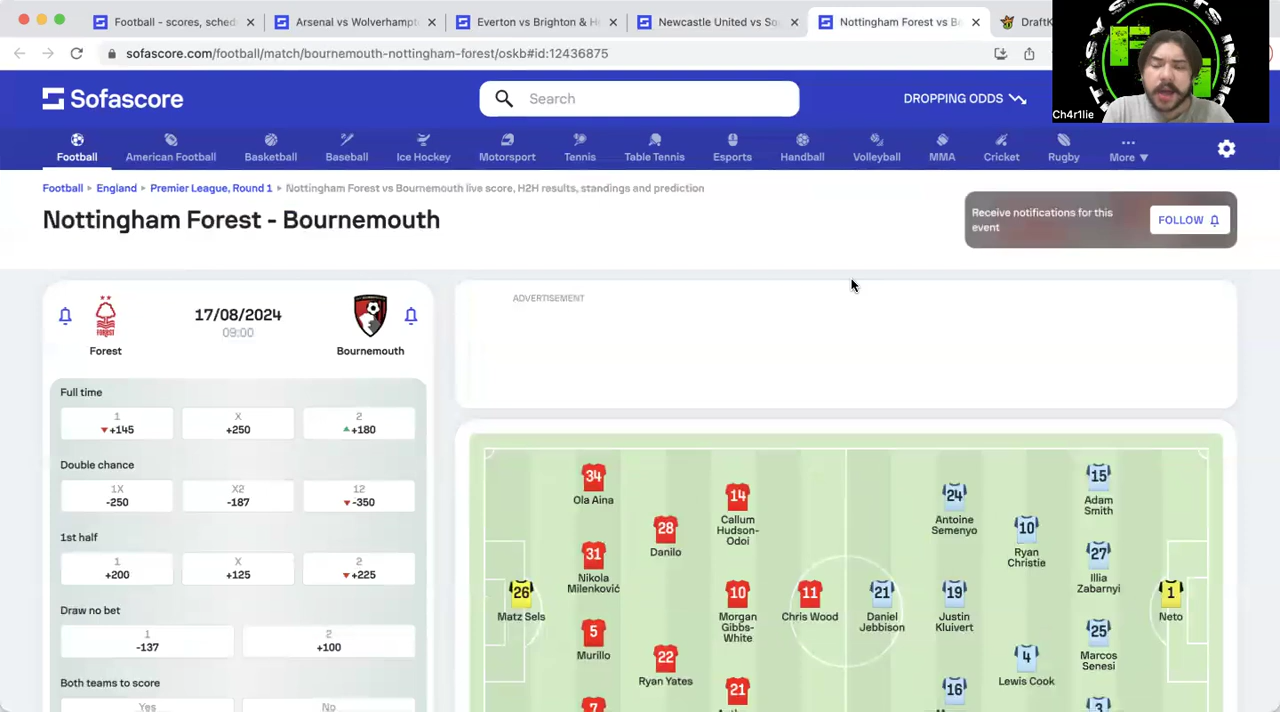 Football - scores, sched
Arsenal vs Wolverhampt
Everton vs Brighton & H
Newcastle United vs So
Nottingham Forest vs B
DraftK
sofascore.com/football/match/bournemouth-nottingham-forest/oskb#id:12436875
Ch4r1lie
Sofascore
Search
DROPPING ODDS
Football
American Football
Basketball
Baseball
Ice Hockey
Motorsport
Tennis
Table Tennis
Esports
Handball
Volleyball
MMA
Cricket
Rugby
More
Football England Premier League, Round 1 Nottingham Forest vs Bournemouth live score, H2H results, standings and prediction
Nottingham Forest - Bournemouth
Receive notifications for this
event
FOLLOW
17/08/2024
09:00
FOREST
Forest
Bournemouth
ADVERTISEMENT
Full time
1 X 2
+145 +250 +180
Double chance
1X X2 12
-250 -187 -350
1st half
1 X 2
+200 +125 +225
Draw no bet
1 2
-137 +100
Both teams to score
Yes No
34
Ola Aina
31
Nikola
Milenković
26
Matz Sels
5
Murillo
7
28
Danilo
22
Ryan Yates
14
Callum
Hudson-
Odoi
10
Morgan
Gibbs-
White
21
11
Chris Wood
21
Daniel
Jebbison
24
Antoine
Semenyo
19
Justin
Kluivert
16
10
Ryan
Christie
4
Lewis Cook
15
Adam
Smith
27
Illia
Zabarnyi
25
Marcos
Senesi
3
1
Neto